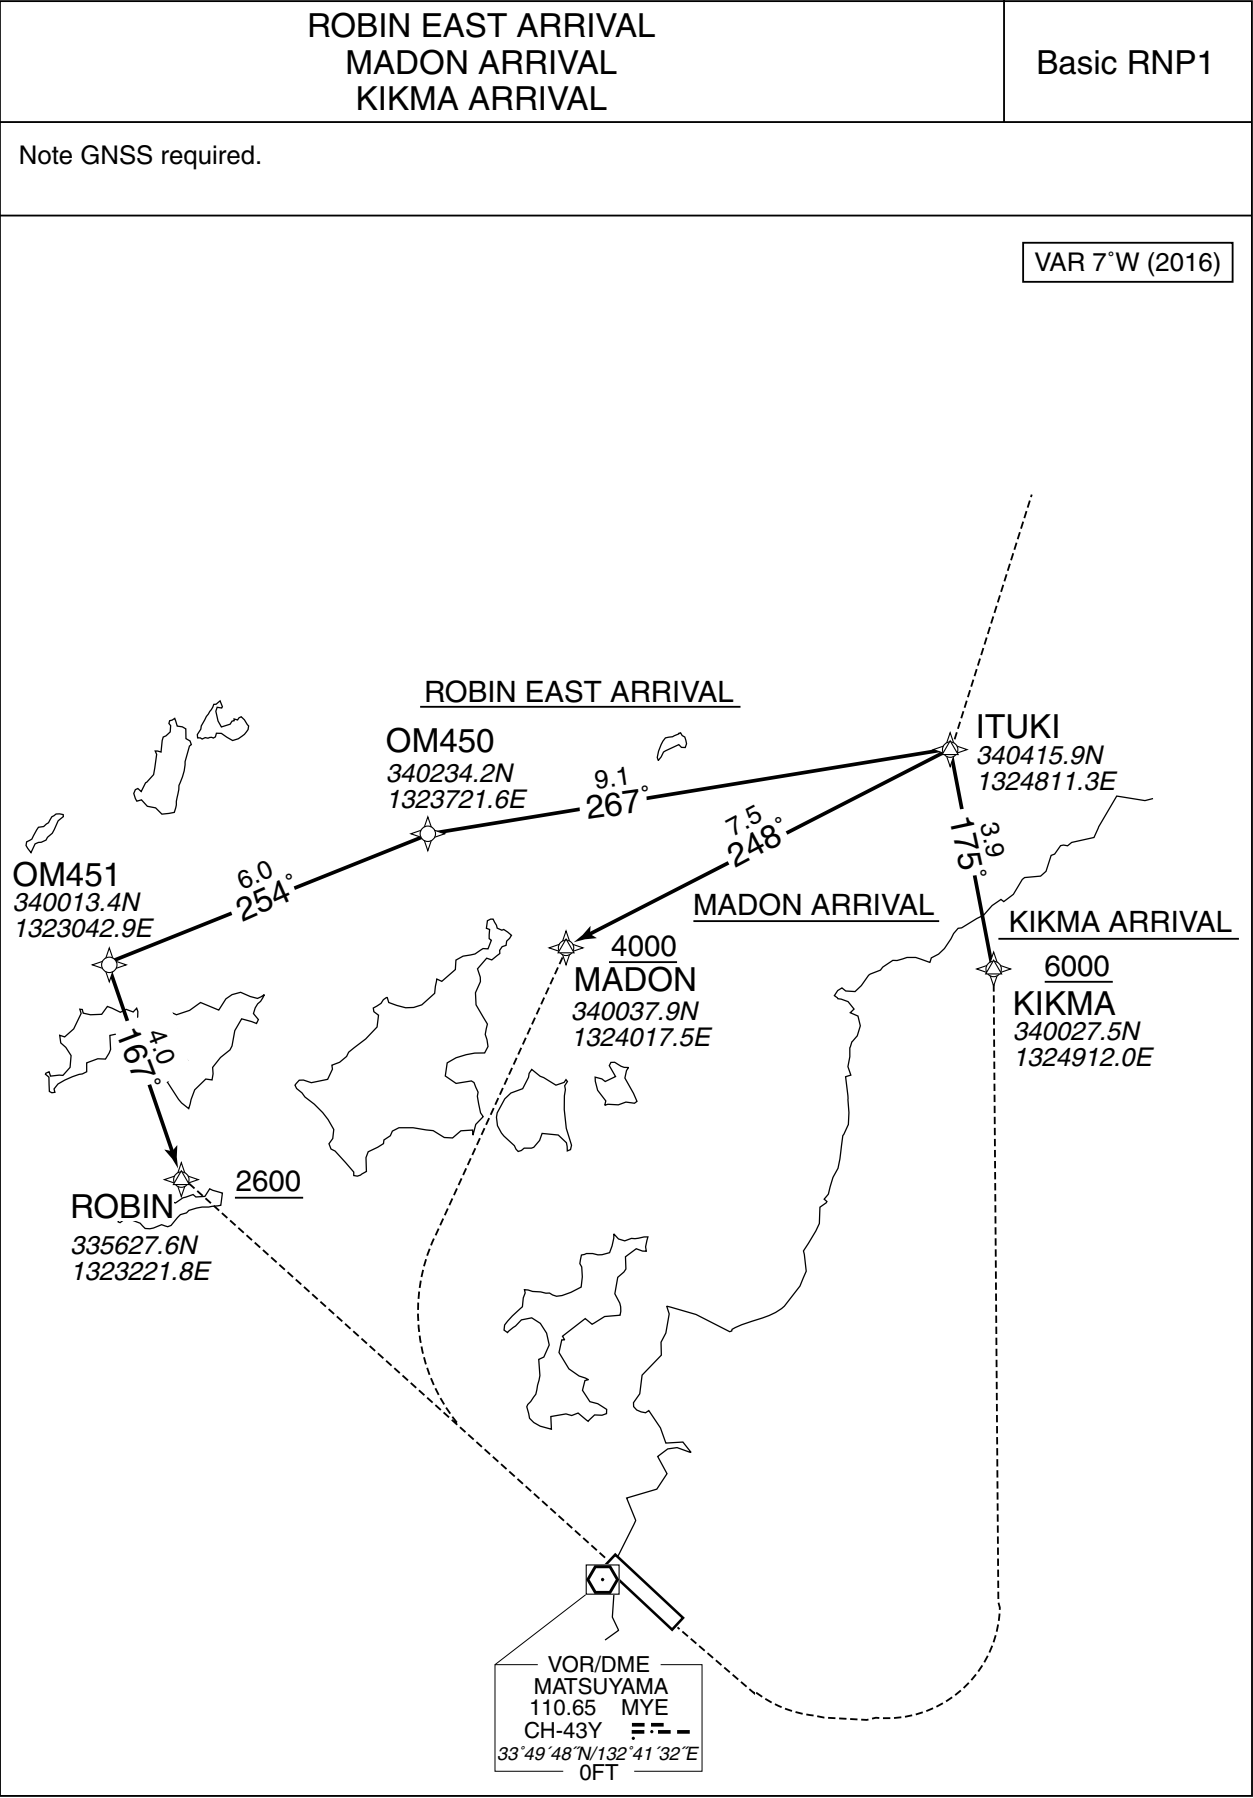 ROBIN EAST ARRIVAL
MADON ARRIVAL
KIKMA ARRIVAL
Basic RNP1
Note GNSS required.
VAR 7°W (2016)
ROBIN EAST ARRIVAL
ITUKI
340415.9N
1324811.3E
OM450
340234.2N
1323721.6E
9.1
267°
7.5
248°
3.9
175°
6.0
254°
OM451
340013.4N
1323042.9E
MADON ARRIVAL
KIKMA ARRIVAL
4000
MADON
340037.9N
1324017.5E
6000
KIKMA
340027.5N
1324912.0E
4.0
167°
2600
ROBIN
335627.6N
1323221.8E
VOR/DME
MATSUYAMA
110.65 MYE
CH-43Y
33°49´48˝N/132°41´32˝E
0FT